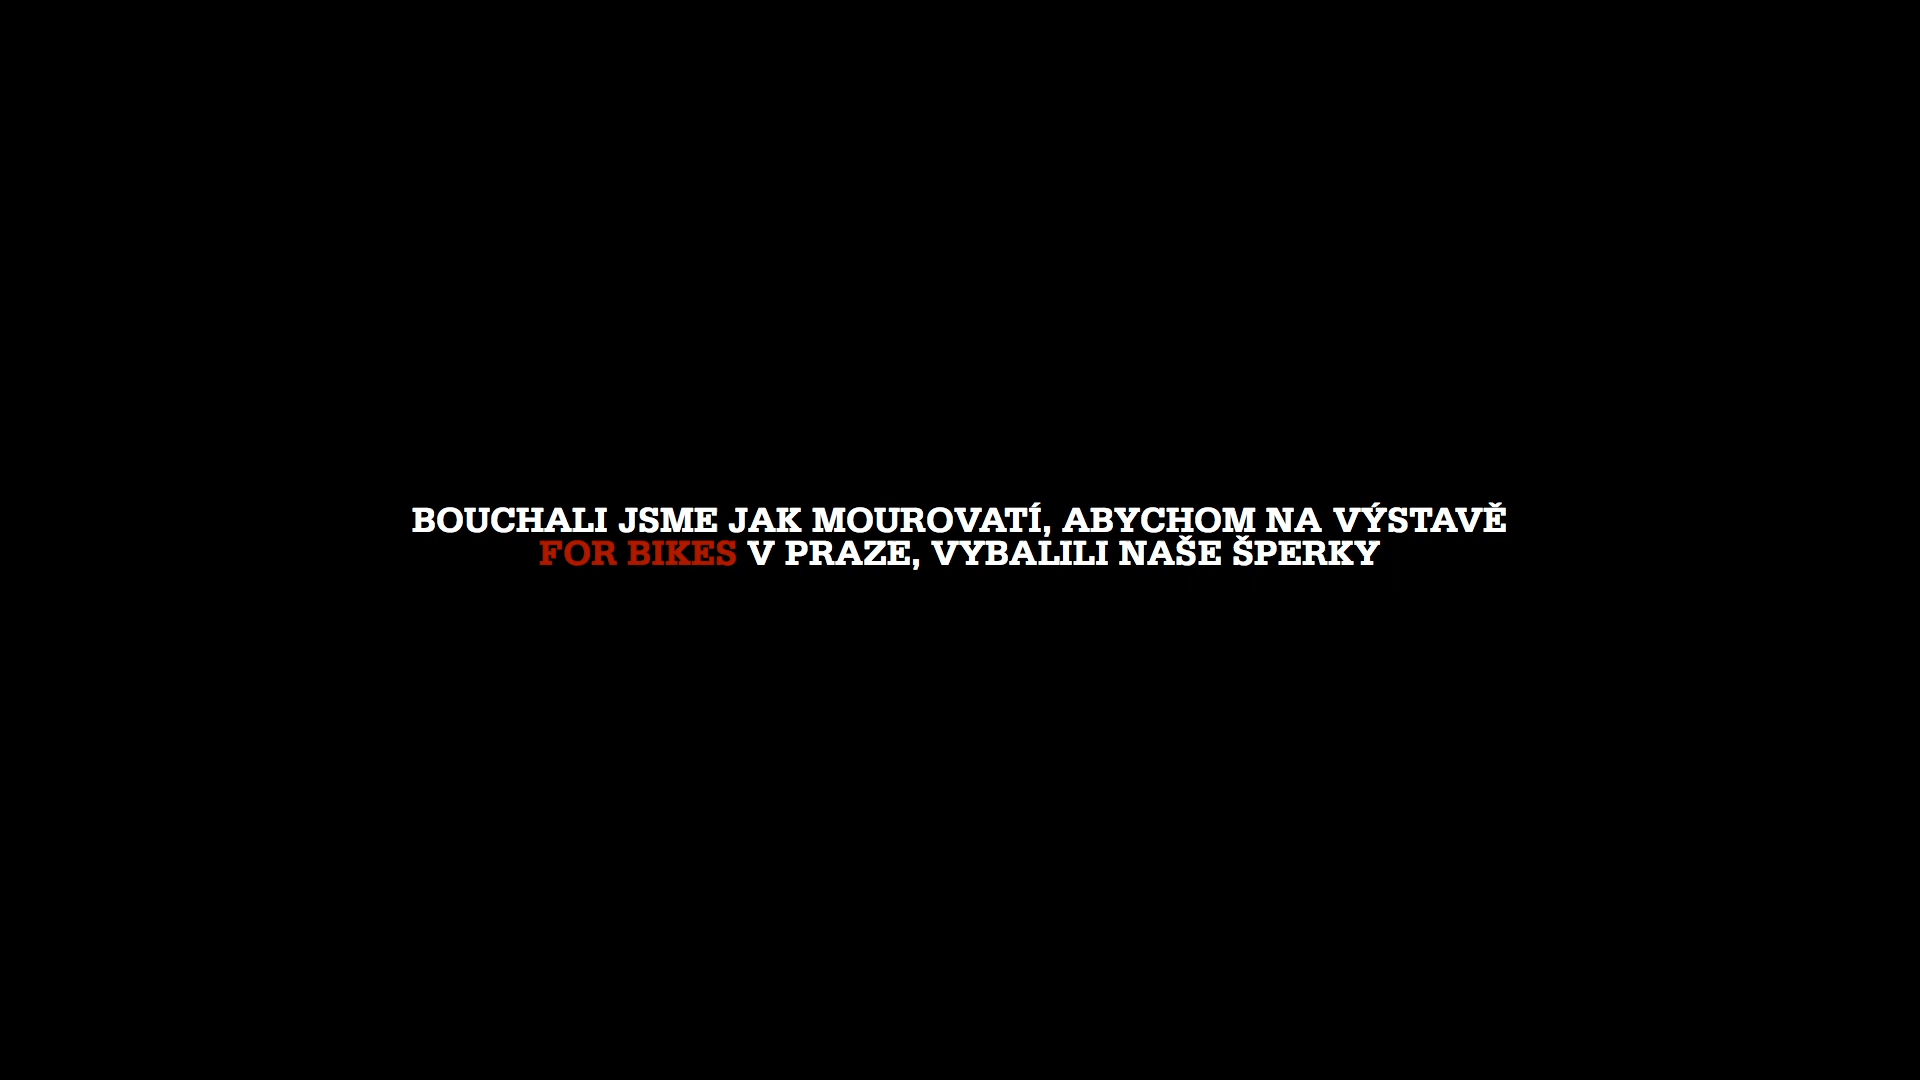 BOUCHALI JSME JAK MOUROVATÍ, ABYCHOM NA VÝSTAVĚ
FOR BIKES V PRAZE, VYBALILI NAŠE ŠPERKY